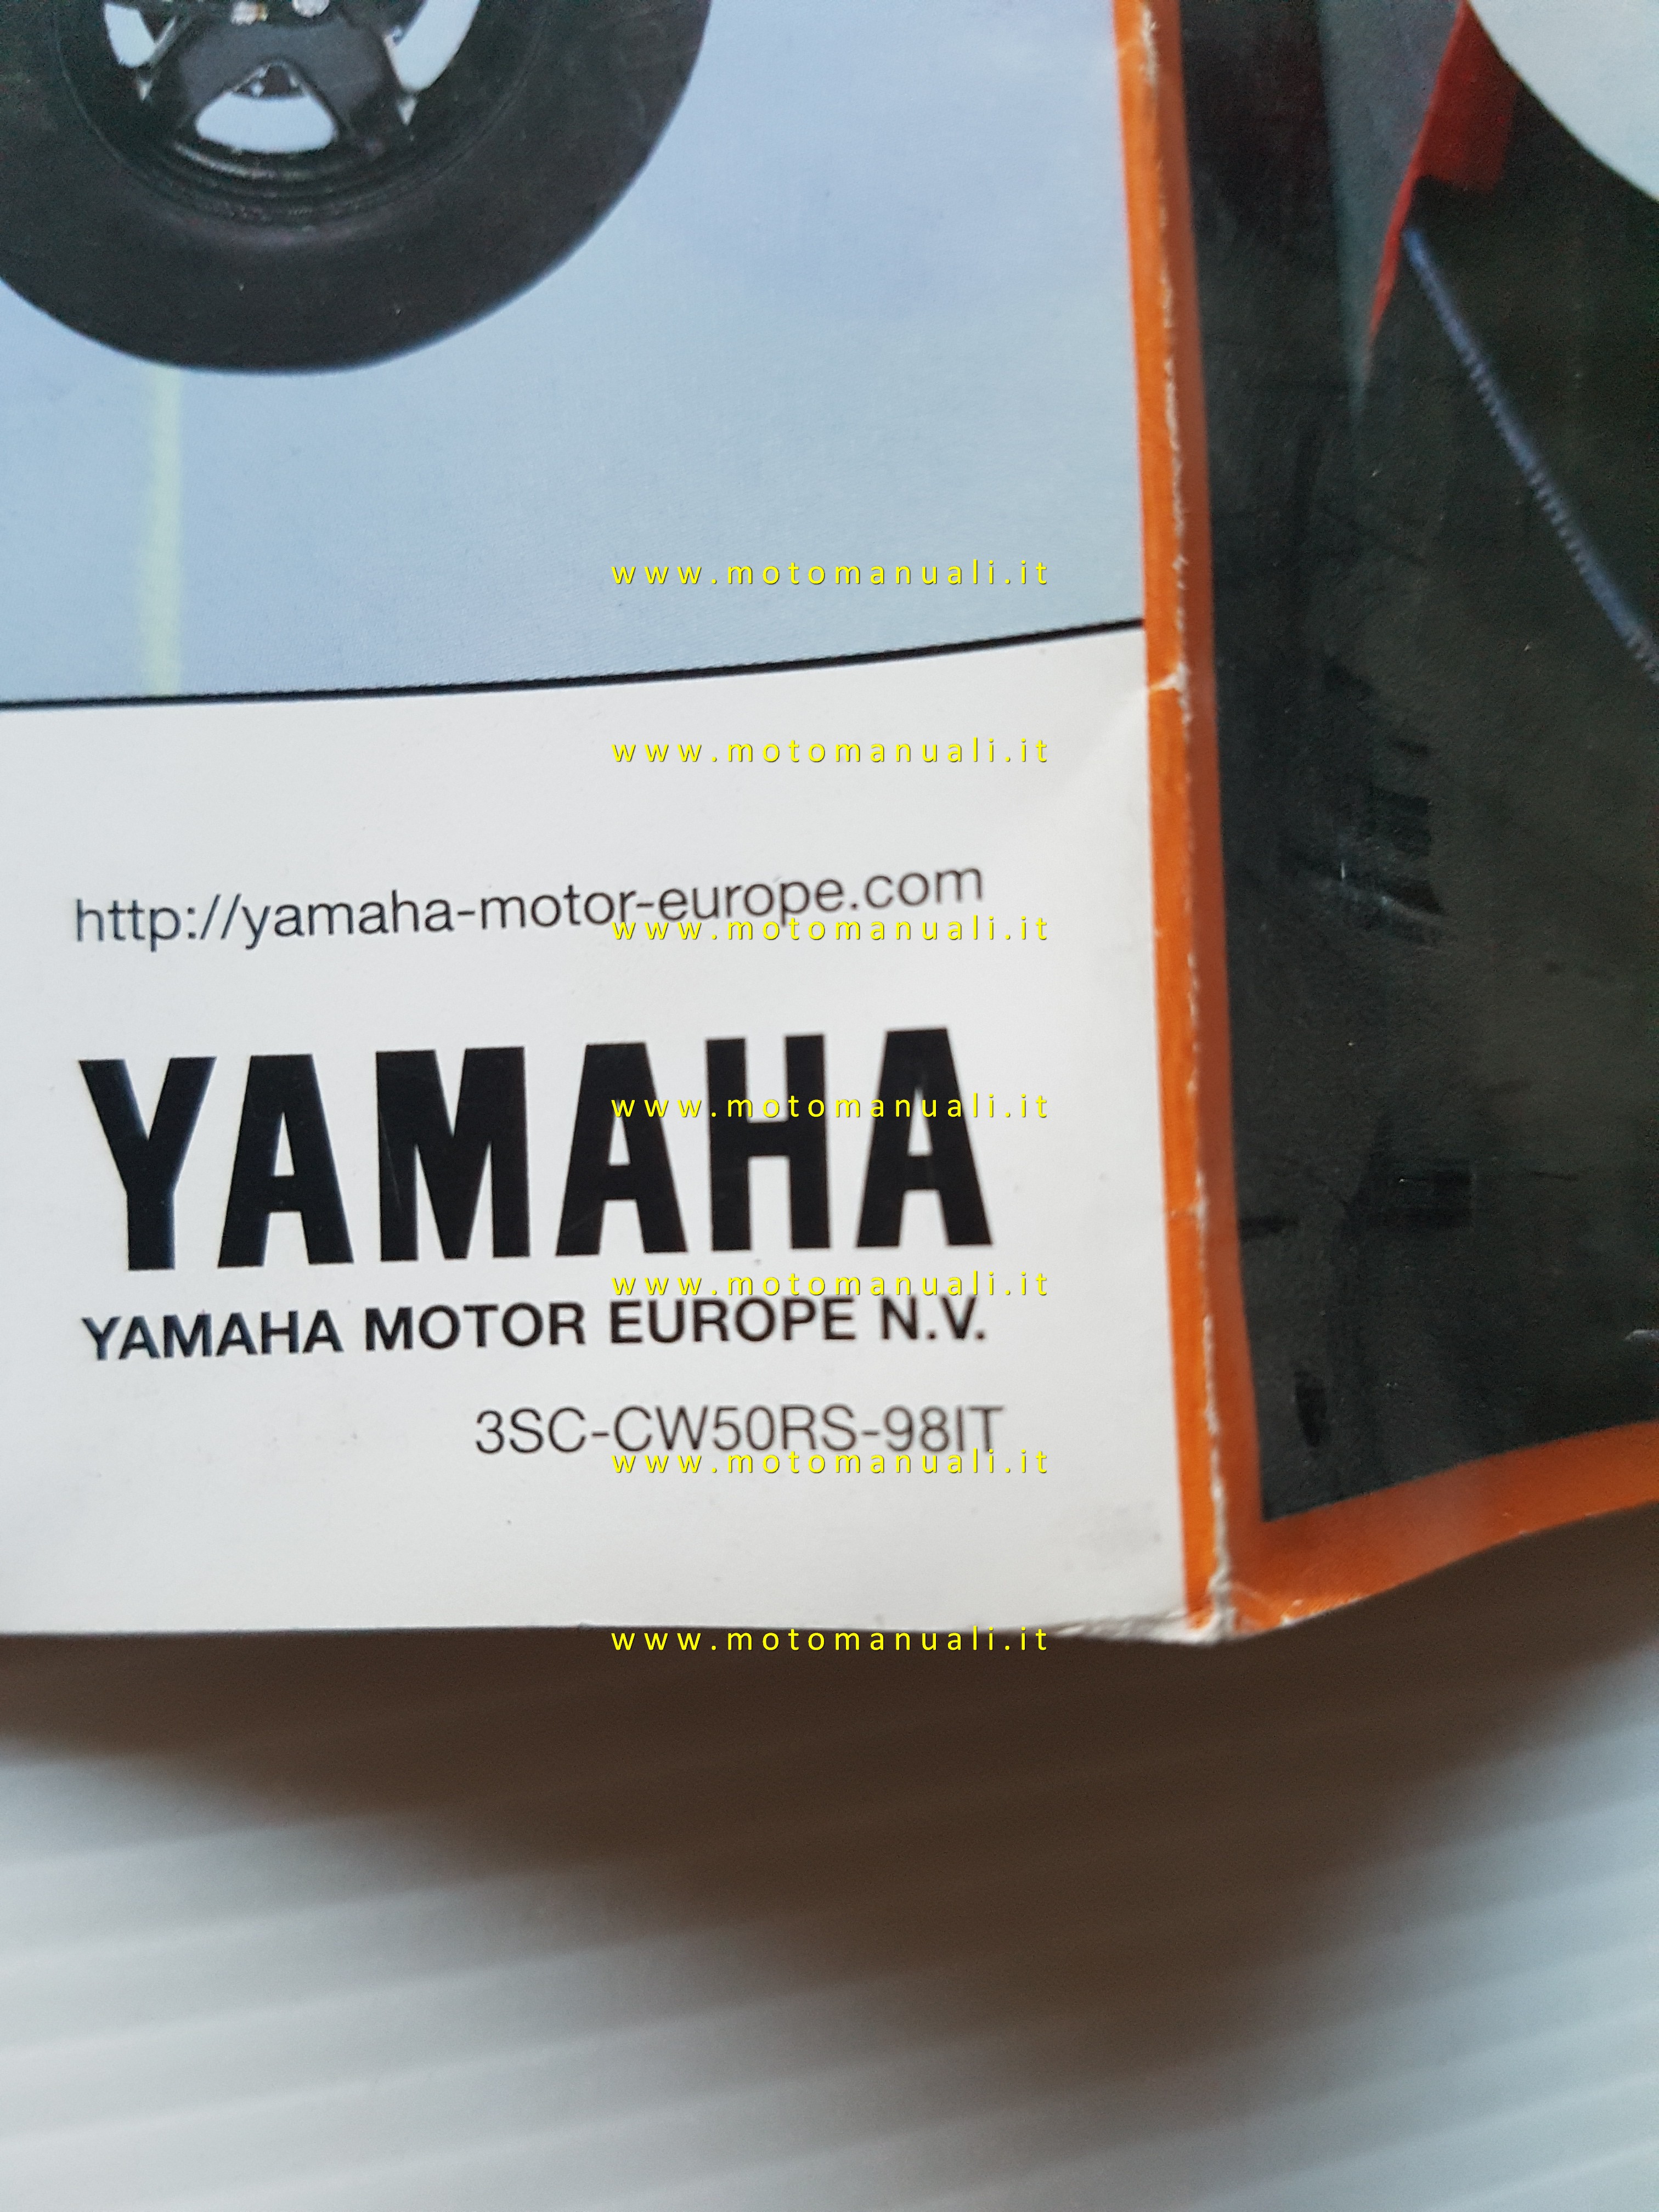 www.motomanuali.it
www.motomanuali.it
http://yamaha-motor-europe.com
www.motomanuali.it
YAMAHA
www.motomanuali.it
www.motomanuali.it
YAMAHA MOTOR EUROPE N.V.
3SC-CW50RS-98IT
www.motomanuali.it
www.motomanuali.it